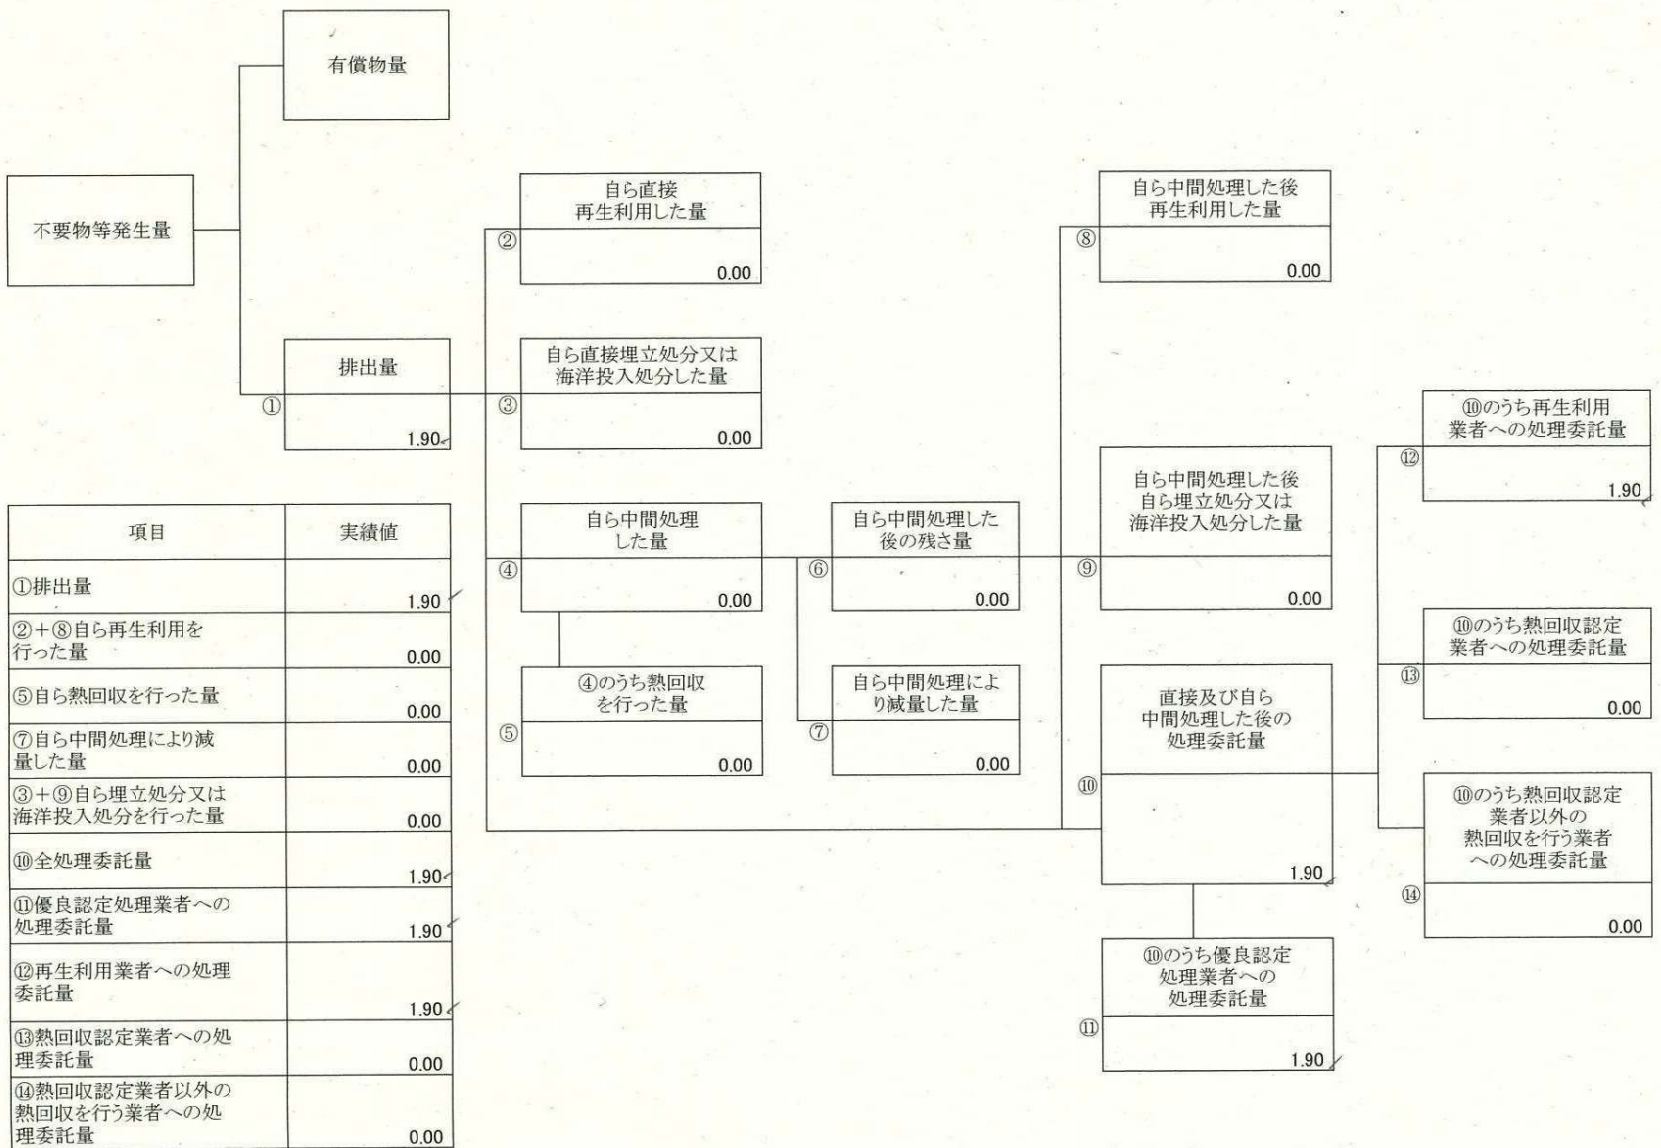 有償物量
不要物等発生量
排出量
①
1.90
自ら直接
再生利用した量
②
0.00
自ら直接埋立処分又は
海洋投入処分した量
③
0.00
自ら中間処理
した量
④
0.00
④のうち熱回収
を行った量
⑤
0.00
自ら中間処理した
後の残さ量
⑥
0.00
自ら中間処理によ
り減量した量
⑦
0.00
自ら中間処理した後
再生利用した量
⑧
0.00
自ら中間処理した後
自ら埋立処分又は
海洋投入処分した量
⑨
0.00
直接及び自ら
中間処理した後の
処理委託量
⑩
1.90
⑩のうち優良認定
処理業者への
処理委託量
⑪
1.90
⑩のうち再生利用
業者への処理委託量
⑫
1.90
⑩のうち熱回収認定
業者への処理委託量
⑬
0.00
⑩のうち熱回収認定
業者以外の
熱回収を行う業者
への処理委託量
⑭
0.00
項目 実績値
①排出量 1.90
②+⑧自ら再生利用を
行った量 0.00
⑤自ら熱回収を行った量 0.00
⑦自ら中間処理により減
量した量 0.00
③+⑨自ら埋立処分又は
海洋投入処分を行った量 0.00
⑩全処理委託量 1.90
⑪優良認定処理業者への
処理委託量 1.90
⑫再生利用業者への処理
委託量 1.90
⑬熱回収認定業者への処
理委託量 0.00
⑭熱回収認定業者以外の
熱回収を行う業者への処
理委託量 0.00